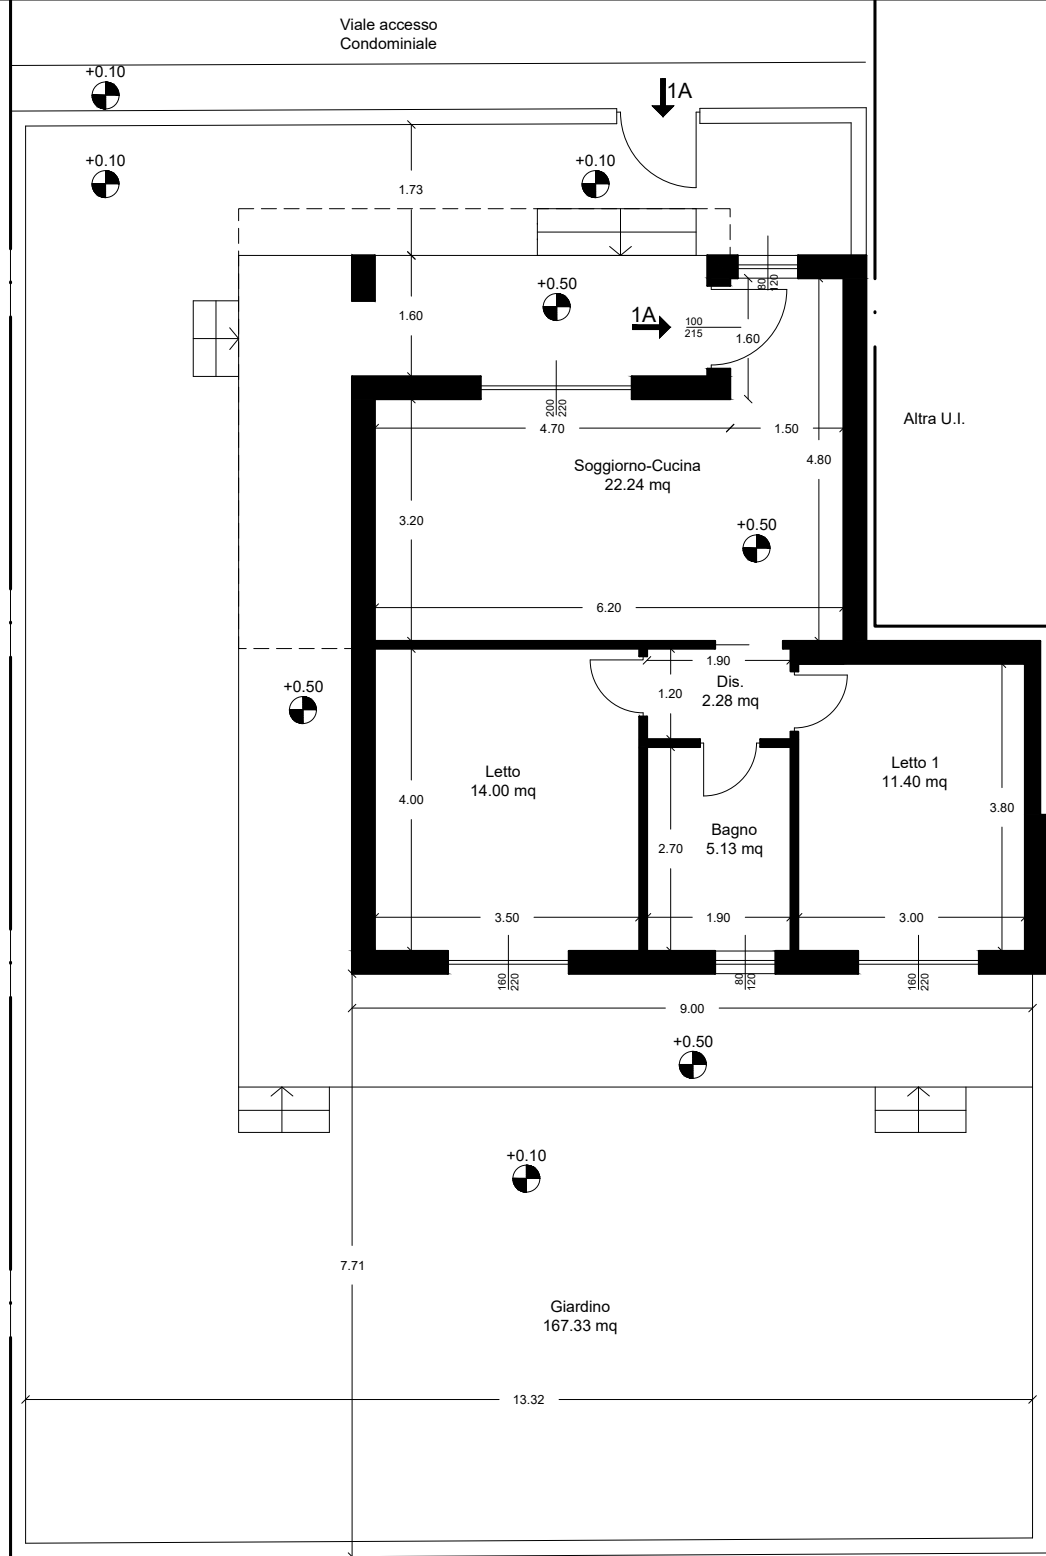 Viale accesso
Condominiale
+0.10
1A
+0.10
+0.10
1.73
+0.50
80
120
1.60
1A
100
215
1.60
200
220
4.70
1.50
Altra U.I.
4.80
Soggiorno-Cucina
22.24 mq
3.20
+0.50
6.20
1.90
Dis.
2.28 mq
1.20
+0.50
Letto
14.00 mq
Letto 1
11.40 mq
4.00
3.80
Bagno
5.13 mq
2.70
3.50
1.90
3.00
160
220
80
120
160
220
9.00
+0.50
+0.10
7.71
Giardino
167.33 mq
13.32